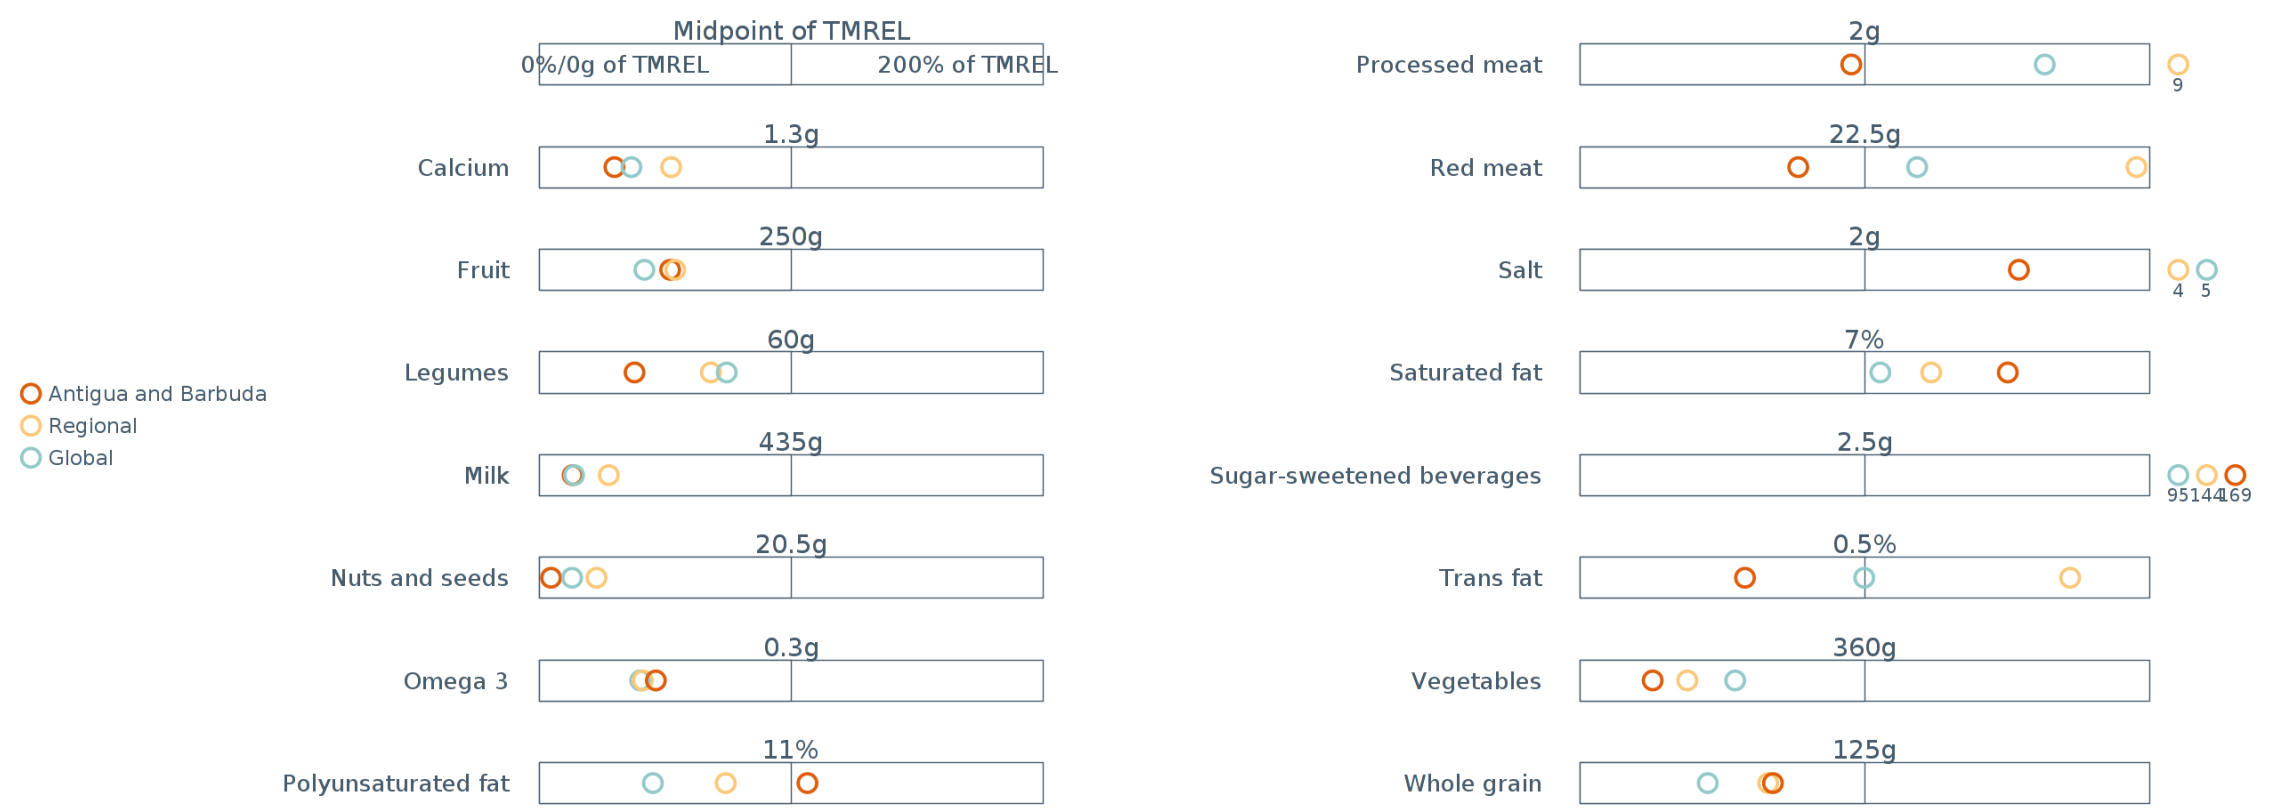 Midpoint of TMREL
0%/0g of TMREL
200% of TMREL
Calcium
1.3g
Fruit
250g
Legumes
60g
Milk
435g
Nuts and seeds
20.5g
Omega 3
0.3g
Polyunsaturated fat
11%
Antigua and Barbuda
Regional
Global
Processed meat
2g
9
Red meat
22.5g
Salt
2g
4 5
Saturated fat
7%
Sugar-sweetened beverages
2.5g
95 144 169
Trans fat
0.5%
Vegetables
360g
Whole grain
125g